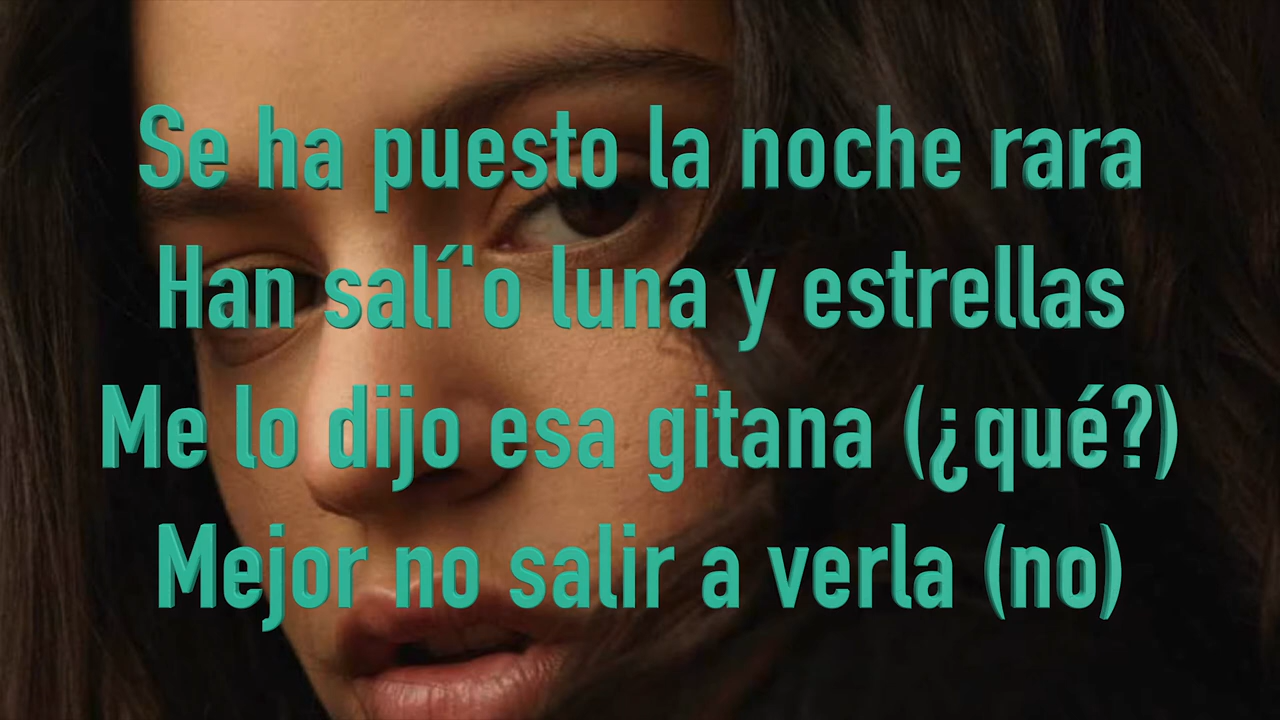 Se ha puesto la noche rara
Han salí'o luna y estrellas
Me lo dijo esa gitana (¿qué?)
Mejor no salir a verla (no)